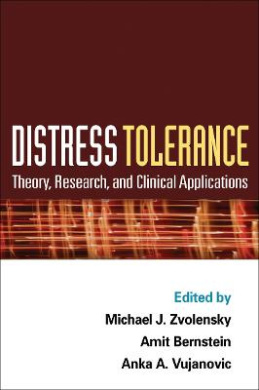 DISTRESS TOLERANCE
Theory, Research, and Clinical Applications
Edited by
Michael J. Zvolensky
Amit Bernstein
Anka A. Vujanovic